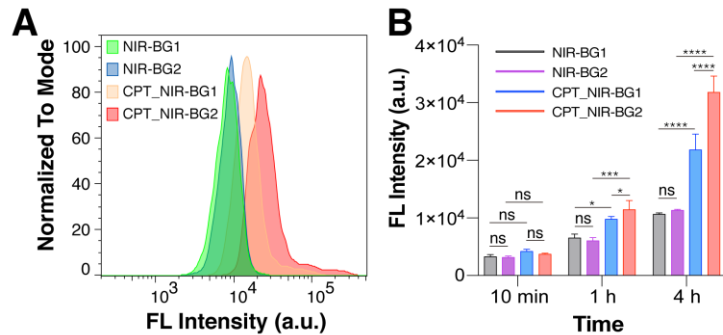 A
Normalized To Mode
100
80
60
40
20
0
NIR-BG1
NIR-BG2
CPT_NIR-BG1
CPT_NIR-BG2
10³
10⁴
10⁵
FL Intensity (a.u.)
B
FL Intensity (a.u.)
4×10⁴
3×10⁴
2×10⁴
1×10⁴
0
NIR-BG1
NIR-BG2
CPT_NIR-BG1
CPT_NIR-BG2
ns
ns
ns
ns
***
*
*
ns
****
****
****
ns
10 min
1 h
4 h
Time